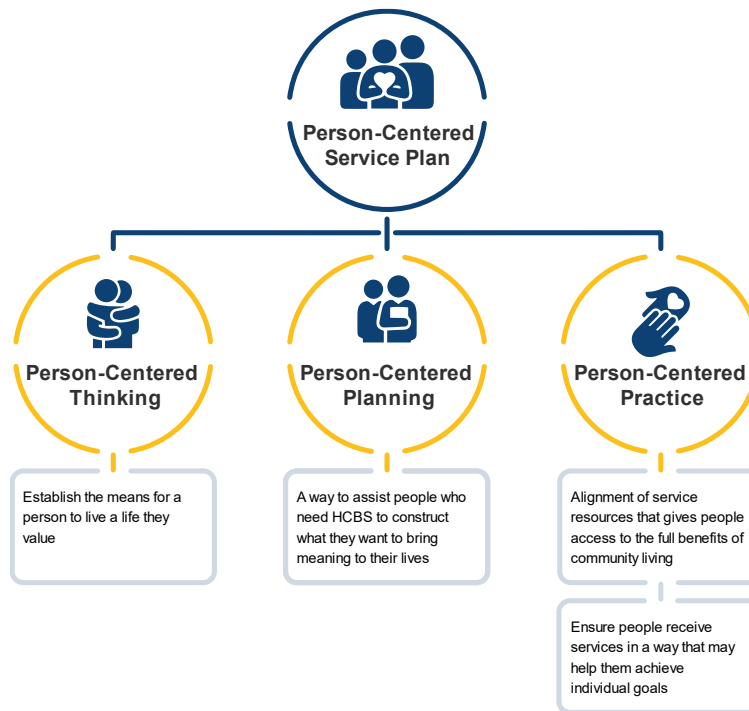 Person-Centered
Service Plan
Person-Centered
Thinking
Establish the means for a
person to live a life they
value
Person-Centered
Planning
A way to assist people who
need HCBS to construct
what they want to bring
meaning to their lives
Person-Centered
Practice
Alignment of service
resources that gives people
access to the full benefits of
community living
Ensure people receive
services in a way that may
help them achieve
individual goals